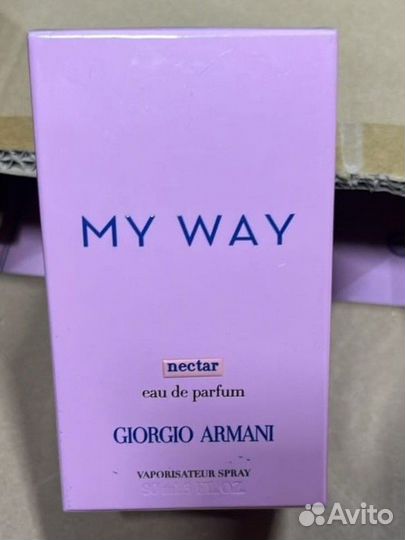 MY WAY
nectar
eau de parfum
GIORGIO ARMANI
VAPORISATEUR SPRAY
Avito